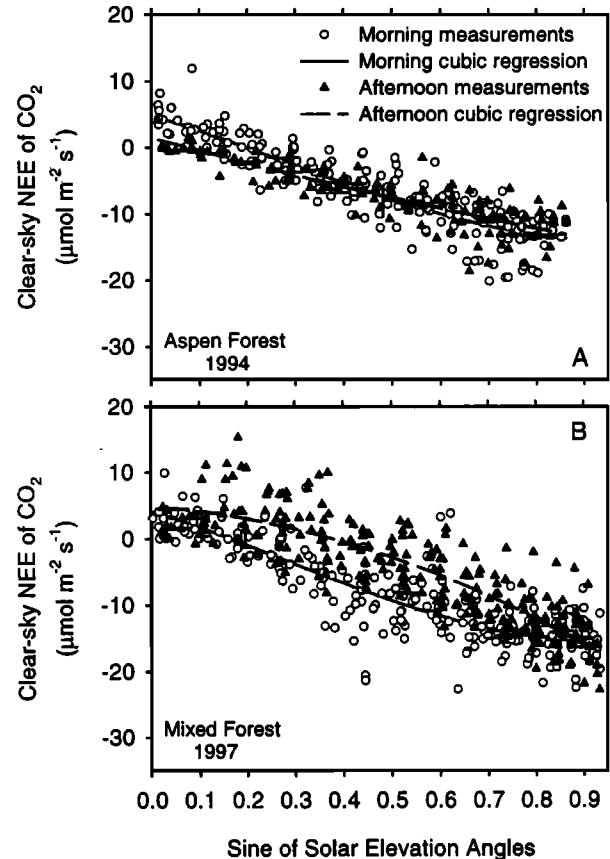 20
10
0
-10
-20
-30
Clear-sky NEE of CO2
(μmol m-2 s-1)
Morning measurements
Morning cubic regression
Afternoon measurements
Afternoon cubic regression
Aspen Forest
1994
A
20
10
0
-10
-20
-30
Clear-sky NEE of CO2
(μmol m-2 s-1)
B
Mixed Forest
1997
0.0 0.1 0.2 0.3 0.4 0.5 0.6 0.7 0.8 0.9
Sine of Solar Elevation Angles